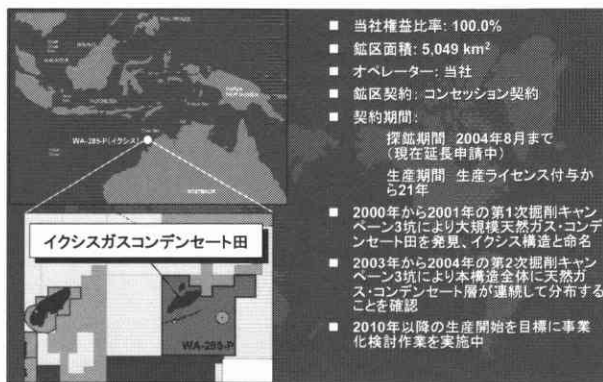 WA-285-P(イクシス)
イクシスガスコンデンセート田
WA-285-P
■ 当社権益比率: 100.0%
■ 鉱区面積: 5,049 km²
■ オペレーター: 当社
■ 鉱区契約: コンセッション契約
■ 契約期間:
探鉱期間 2004年8月まで
(現在延長申請中)
生産期間 生産ライセンス付与か
ら21年
■ 2000年から2001年の第1次掘削キャン
ペーン3坑により大規模天然ガス・コンデ
ンセート田を発見、イクシス構造と命名
■ 2003年から2004年の第2次掘削キャン
ペーン3坑により本構造全体に天然ガ
ス・コンデンセート層が連続して分布する
ことを確認
■ 2010年以降の生産開始を目標に事業
化検討作業を実施中